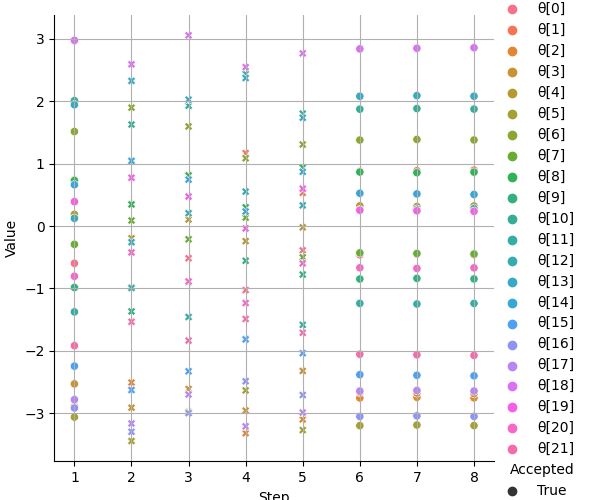 3
2
1
0
−1
−2
−3
Value
1 2 3 4 5 6 7 8
Step
θ[0]
θ[1]
θ[2]
θ[3]
θ[4]
θ[5]
θ[6]
θ[7]
θ[8]
θ[9]
θ[10]
θ[11]
θ[12]
θ[13]
θ[14]
θ[15]
θ[16]
θ[17]
θ[18]
θ[19]
θ[20]
θ[21]
Accepted
True